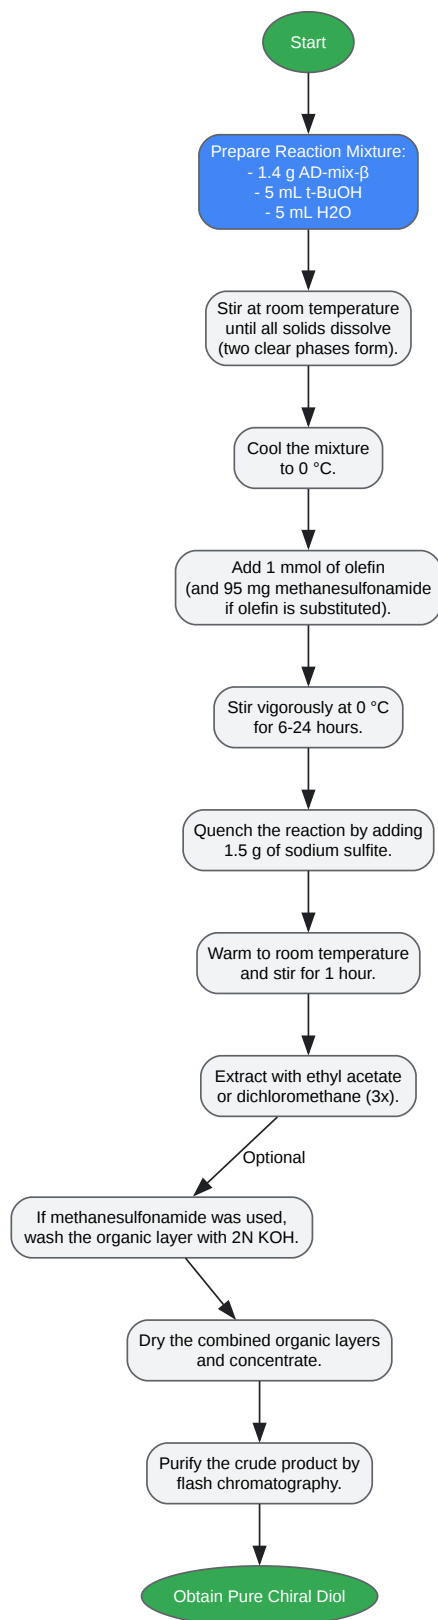 Start
Prepare Reaction Mixture:
- 1.4 g AD-mix-β
- 5 mL t-BuOH
- 5 mL H2O
Stir at room temperature
until all solids dissolve
(two clear phases form).
Cool the mixture
to 0 °C.
Add 1 mmol of olefin
(and 95 mg methanesulfonamide
if olefin is substituted).
Stir vigorously at 0 °C
for 6-24 hours.
Quench the reaction by adding
1.5 g of sodium sulfite.
Warm to room temperature
and stir for 1 hour.
Extract with ethyl acetate
or dichloromethane (3x).
Optional
If methanesulfonamide was used,
wash the organic layer with 2N KOH.
Dry the combined organic layers
and concentrate.
Purify the crude product by
flash chromatography.
Obtain Pure Chiral Diol